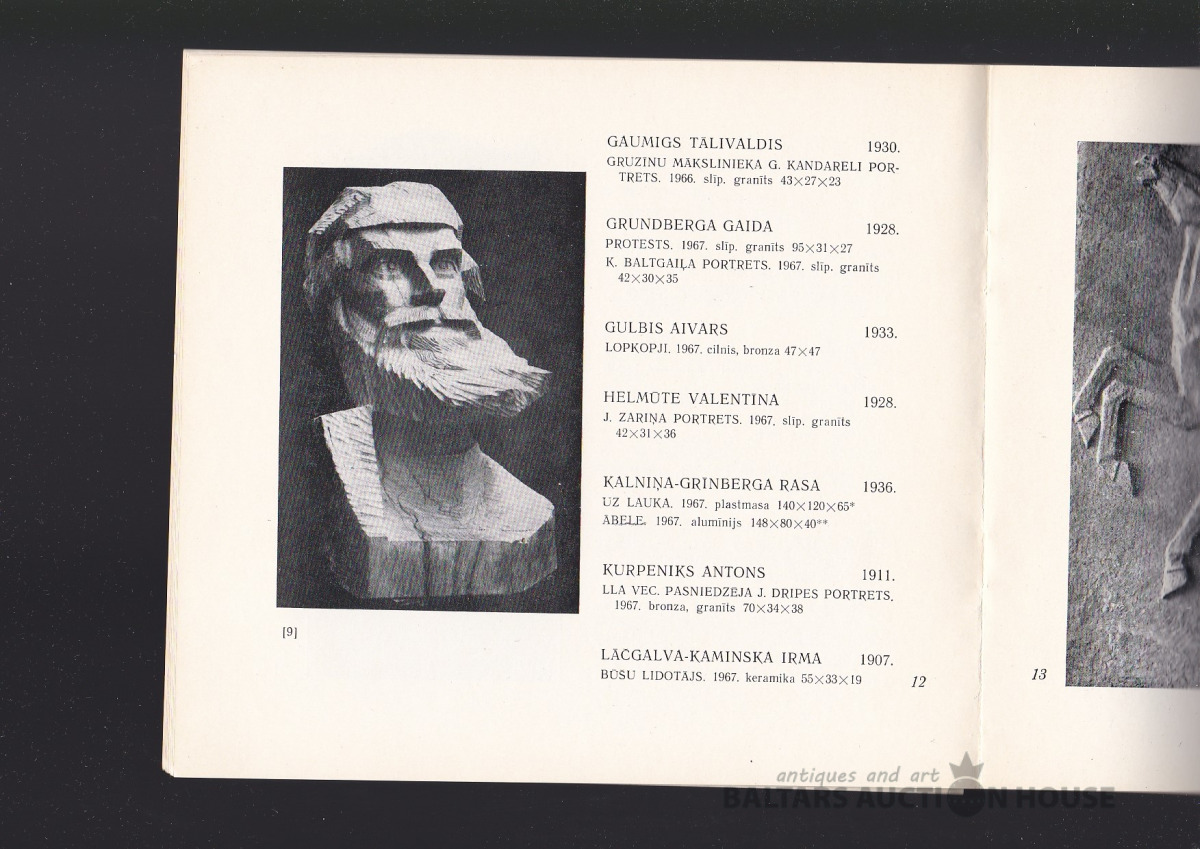 GAUMIGS TĀLIVALDIS 1930.
GRUZĪNU MĀKSLINIEKA G. KANDARELI POR-
TRETS. 1966. slīp. granīts 43×27×23
GRUNDBERGA GAIDA 1928.
PROTESTS. 1967. slīp. granīts 95×31×27
K. BALTGAIĻA PORTRETS. 1967. slīp. granīts
42×30×35
GULBIS AIVARS 1933.
LOPKOPJI. 1967. cilnis, bronza 47×47
HELMŪTE VALENTĪNA 1928.
J. ZARIŅA PORTRETS. 1967. slīp. granīts
42×31×36
KALNIŅA-GRĪNBERGA RASA 1936.
UZ LAUKA. 1967. plastmasa 140×120×65*
ĀBELE. 1967. alumīnijs 148×80×40**
KURPENIKS ANTONS 1911.
LLA VEC. PASNIEDZĒJA J. DRIPES PORTRETS.
1967. bronza, granīts 70×34×38
LĀCGALVA-KAMINSKA IRMA 1907.
BŪSU LIDOTĀJS. 1967. keramika 55×33×19
12
[9]
13
antiques and art
BALTARS AUCTION HOUSE